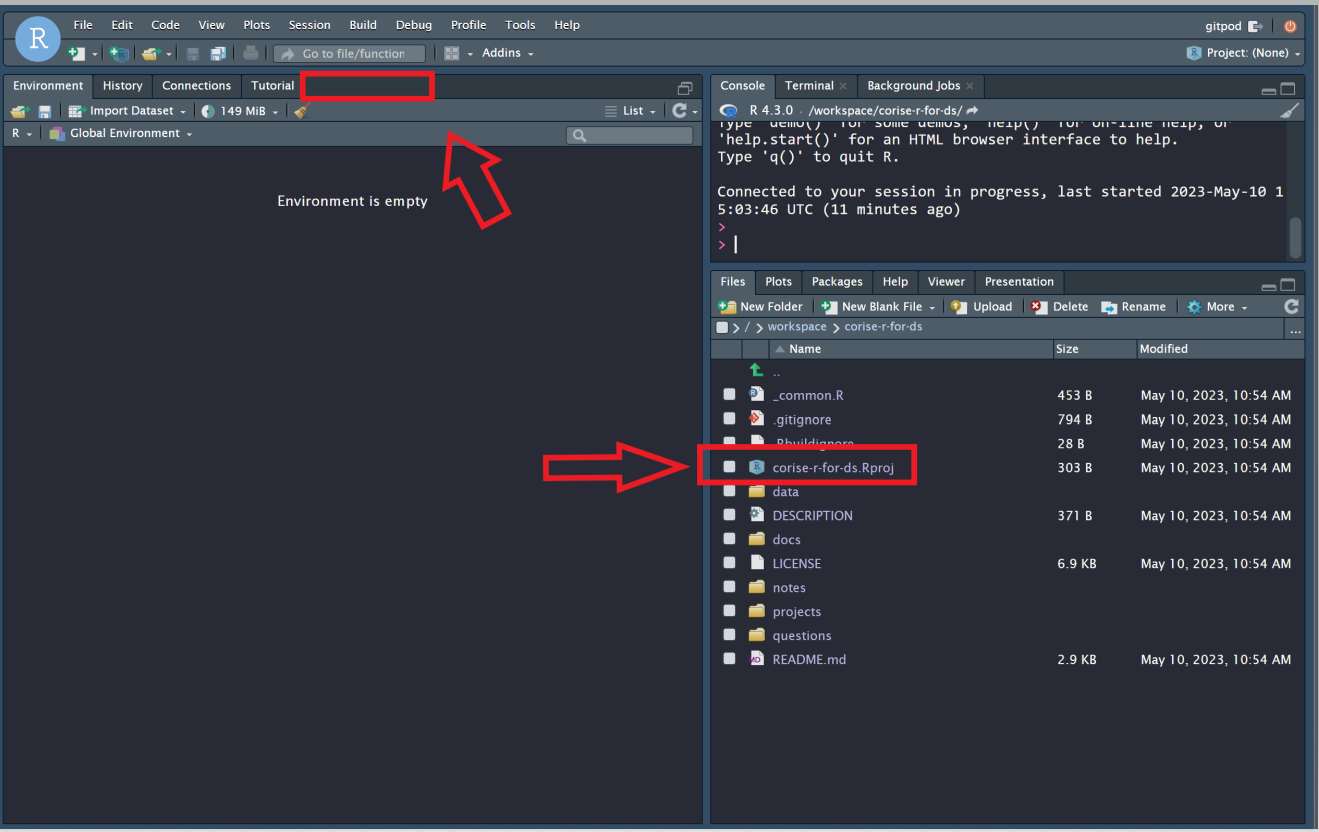 R
File Edit Code View Plots Session Build Debug Profile Tools Help
gitpod
Go to file/function
Addins
Project: (None)
Environment History Connections Tutorial
Import Dataset
149 MiB
List
R
Global Environment
Environment is empty
Console Terminal Background Jobs
R 4.3.0 · /workspace/corise-r-for-ds/
Type 'demo()' for some demos, 'help()' for on-line help, or
'help.start()' for an HTML browser interface to help.
Type 'q()' to quit R.
Connected to your session in progress, last started 2023-May-10 1
5:03:46 UTC (11 minutes ago)
>
>
Files Plots Packages Help Viewer Presentation
New Folder New Blank File Upload Delete Rename More
/ workspace corise-r-for-ds ...
Name Size Modified
..
_common.R 453 B May 10, 2023, 10:54 AM
.gitignore 794 B May 10, 2023, 10:54 AM
.Rbuildignore 28 B May 10, 2023, 10:54 AM
corise-r-for-ds.Rproj 303 B May 10, 2023, 10:54 AM
data
DESCRIPTION 371 B May 10, 2023, 10:54 AM
docs
LICENSE 6.9 KB May 10, 2023, 10:54 AM
notes
projects
questions
README.md 2.9 KB May 10, 2023, 10:54 AM